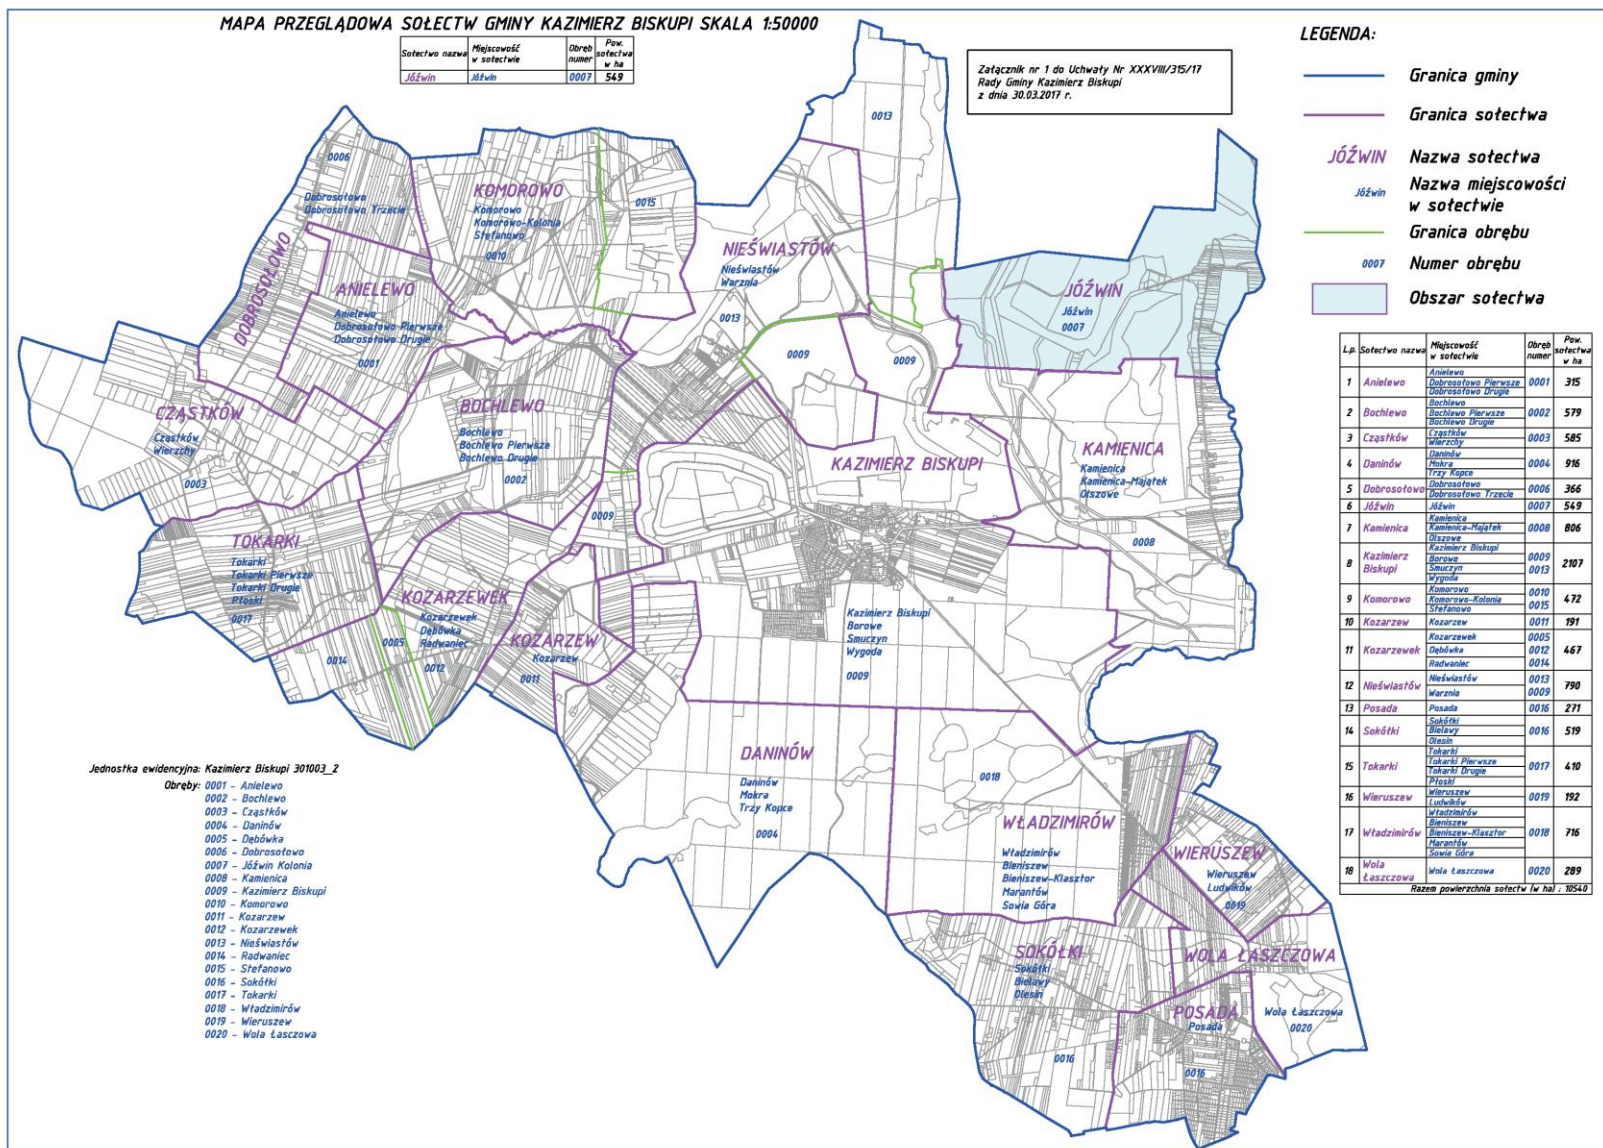 MAPA PRZEGLĄDOWA SOŁECTW GMINY KAZIMIERZ BISKUPI SKALA 1:50000
Sołectwo nazwa
Miejscowość
w sołectwie
Obręb
numer
Pow.
sołectwa
w ha
Jóźwin
Jóźwin
0007
549
Załącznik nr 1 do Uchwały Nr XXXVIII/315/17
Rady Gminy Kazimierz Biskupi
z dnia 30.03.2017 r.
LEGENDA:
Granica gminy
Granica sołectwa
JÓŹWIN
Nazwa sołectwa
Jóźwin
Nazwa miejscowości
w sołectwie
Granica obrębu
0007
Numer obrębu
Obszar sołectwa
0006
Dobrosołowo
Dobrosołowo Trzecie
DOBROSOŁOWO
KOMOROWO
Komorowo
Komorowo-Kolonia
Stefanowo
0010
0015
0013
NIEŚWIASTÓW
Nieświastów
Warznia
0013
ANIELEWO
Anielewo
Dobrosołowo Pierwsze
Dobrosołowo Drugie
0001
JÓŹWIN
Jóźwin
0007
0009
0009
CZĄSTKÓW
Cząstków
Wierzchy
0003
BOCHLEWO
Bochlewo
Bochlewo Pierwsze
Bochlewo Drugie
0002
0009
KAZIMIERZ BISKUPI
KAMIENICA
Kamienica
Kamienica-Majątek
Olszowe
0008
TOKARKI
Tokarki
Tokarki Pierwsze
Tokarki Drugie
Płoski
0017
KOZARZEWEK
Kozarzewek
Dębówka
Radwaniec
0005
0014
0012
KOZARZEW
Kozarzew
0011
Kazimierz Biskupi
Borowe
Smuczyn
Wygoda
0009
DANINÓW
Daninów
Mokra
Trzy Kopce
0004
0018
WŁADZIMIRÓW
Władzimirów
Bieniszew
Bieniszew-Klasztor
Marantów
Sowia Góra
WIERUSZEW
Wieruszew
Ludwików
0019
SOKÓŁKI
Sokółki
Bielawy
Olesin
0016
WOLA ŁASZCZOWA
Wola Łaszczowa
0020
POSADA
Posada
0016
Jednostka ewidencyjna: Kazimierz Biskupi 301003_2
Obręby: 0001 - Anielewo
0002 - Bochlewo
0003 - Cząstków
0004 - Daninów
0005 - Dębówka
0006 - Dobrosołowo
0007 - Jóźwin Kolonia
0008 - Kamienica
0009 - Kazimierz Biskupi
0010 - Komorowo
0011 - Kozarzew
0012 - Kozarzewek
0013 - Nieświastów
0014 - Radwaniec
0015 - Stefanowo
0016 - Sokółki
0017 - Tokarki
0018 - Władzimirów
0019 - Wieruszew
0020 - Wola Łasczowa
L.p.
Sołectwo nazwa
Miejscowość
w sołectwie
Obręb
numer
Pow.
sołectwa
w ha
1
Anielewo
Anielewo
Dobrosołowo Pierwsze
Dobrosołowo Drugie
0001
315
2
Bochlewo
Bochlewo
Bochlewo Pierwsze
Bochlewo Drugie
0002
579
3
Cząstków
Cząstków
Wierzchy
0003
585
4
Daninów
Daninów
Mokra
Trzy Kopce
0004
916
5
Dobrosołowo
Dobrosołowo
Dobrosołowo Trzecie
0006
366
6
Jóźwin
Jóźwin
0007
549
7
Kamienica
Kamienica
Kamienica-Majątek
Olszowe
0008
806
8
Kazimierz
Biskupi
Kazimierz Biskupi
Borowe
Smuczyn
Wygoda
0009
0013
2107
9
Komorowo
Komorowo
Komorowo-Kolonia
Stefanowo
0010
0015
472
10
Kozarzew
Kozarzew
0011
191
11
Kozarzewek
Kozarzewek
Dębówka
Radwaniec
0005
0012
0014
467
12
Nieświastów
Nieświastów
Warznia
0013
0009
790
13
Posada
Posada
0016
271
14
Sokółki
Sokółki
Bielawy
Olesin
0016
519
15
Tokarki
Tokarki
Tokarki Pierwsze
Tokarki Drugie
Płoski
0017
410
16
Wieruszew
Wieruszew
Ludwików
0019
192
17
Władzimirów
Władzimirów
Bieniszew
Bieniszew-Klasztor
Marantów
Sowia Góra
0018
716
18
Wola
Łaszczowa
Wola Łaszczowa
0020
289
Razem powierzchnia sołectw (w ha) : 10540